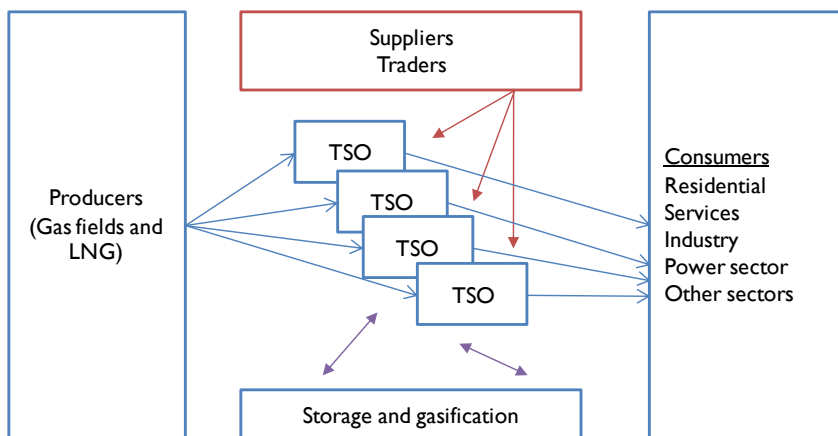 Suppliers
Traders
TSO
TSO
TSO
TSO
Producers
(Gas fields and
LNG)
Consumers
Residential
Services
Industry
Power sector
Other sectors
Storage and gasification